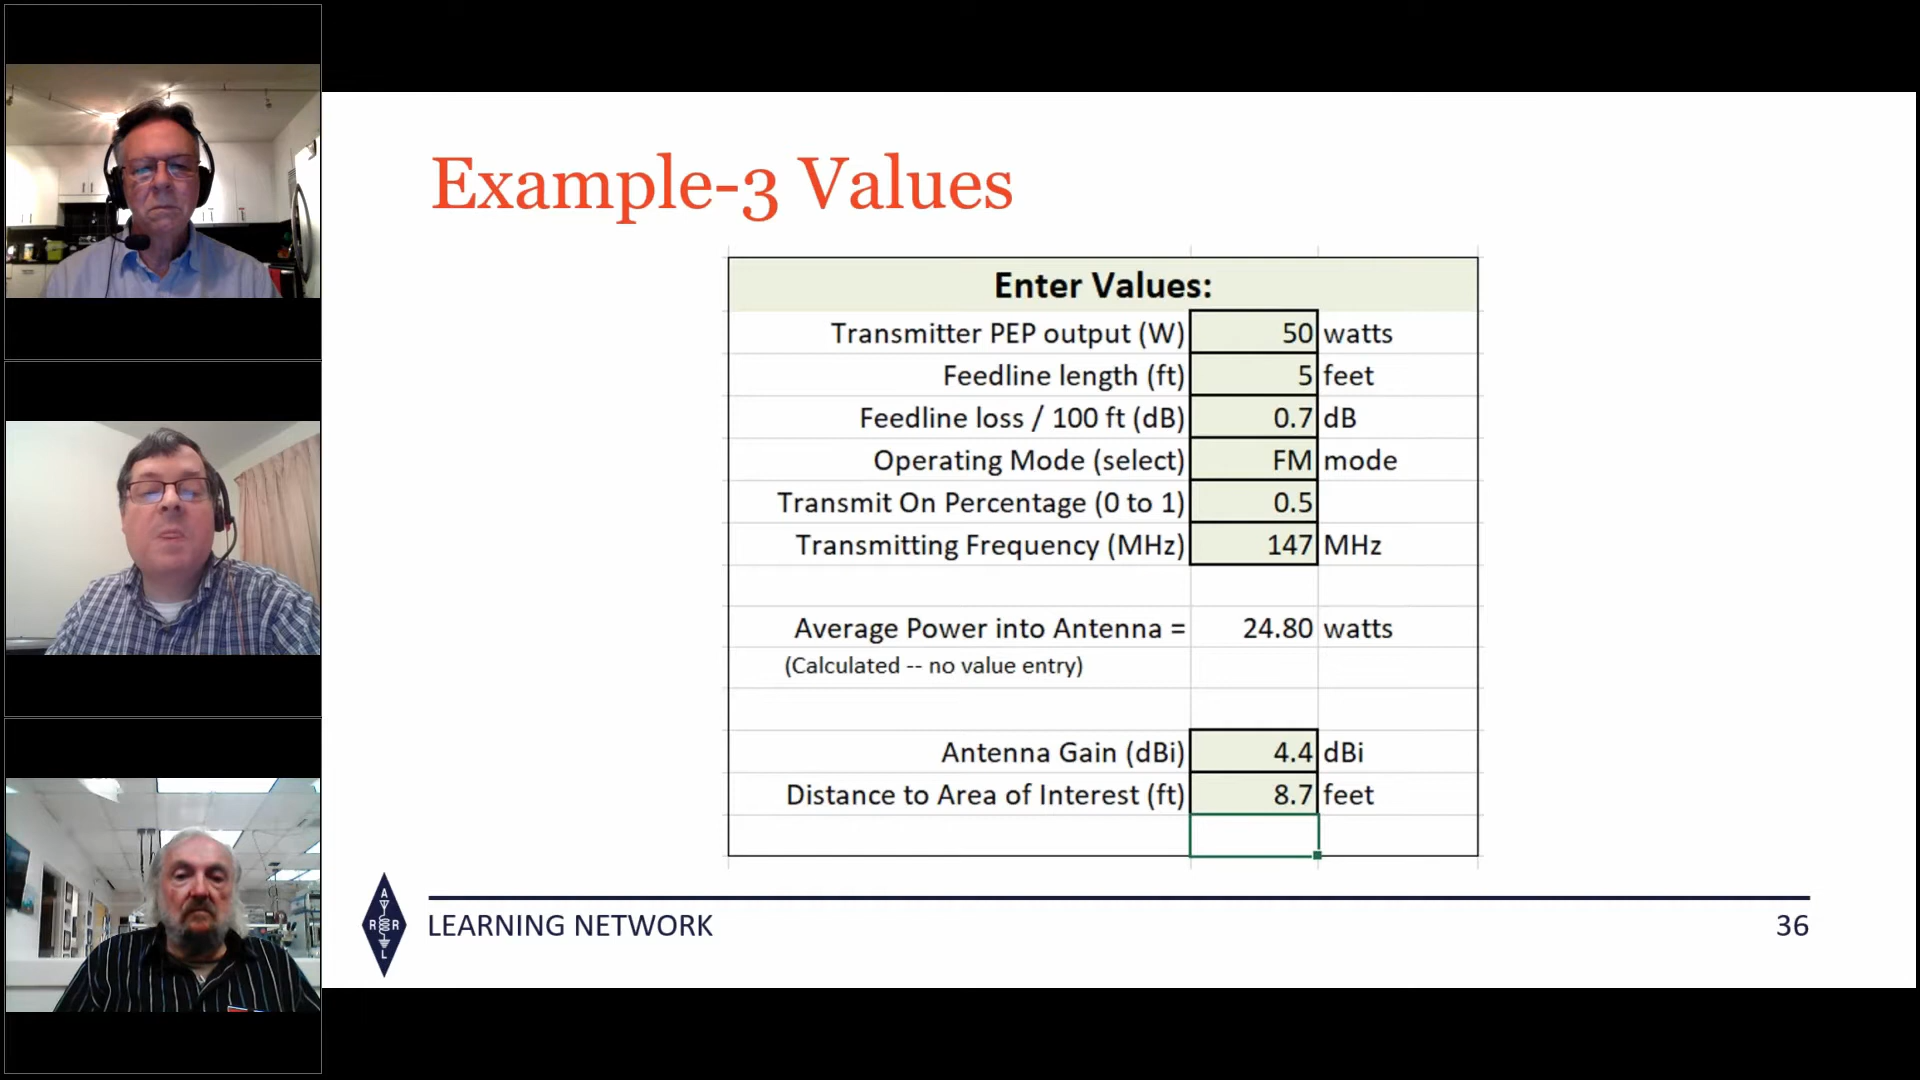 Example-3 Values
Enter Values:
Transmitter PEP output (W) 50 watts
Feedline length (ft) 5 feet
Feedline loss / 100 ft (dB) 0.7 dB
Operating Mode (select) FM mode
Transmit On Percentage (0 to 1) 0.5
Transmitting Frequency (MHz) 147 MHz
Average Power into Antenna = 24.80 watts
(Calculated -- no value entry)
Antenna Gain (dBi) 4.4 dBi
Distance to Area of Interest (ft) 8.7 feet
A
R R
L
LEARNING NETWORK
36